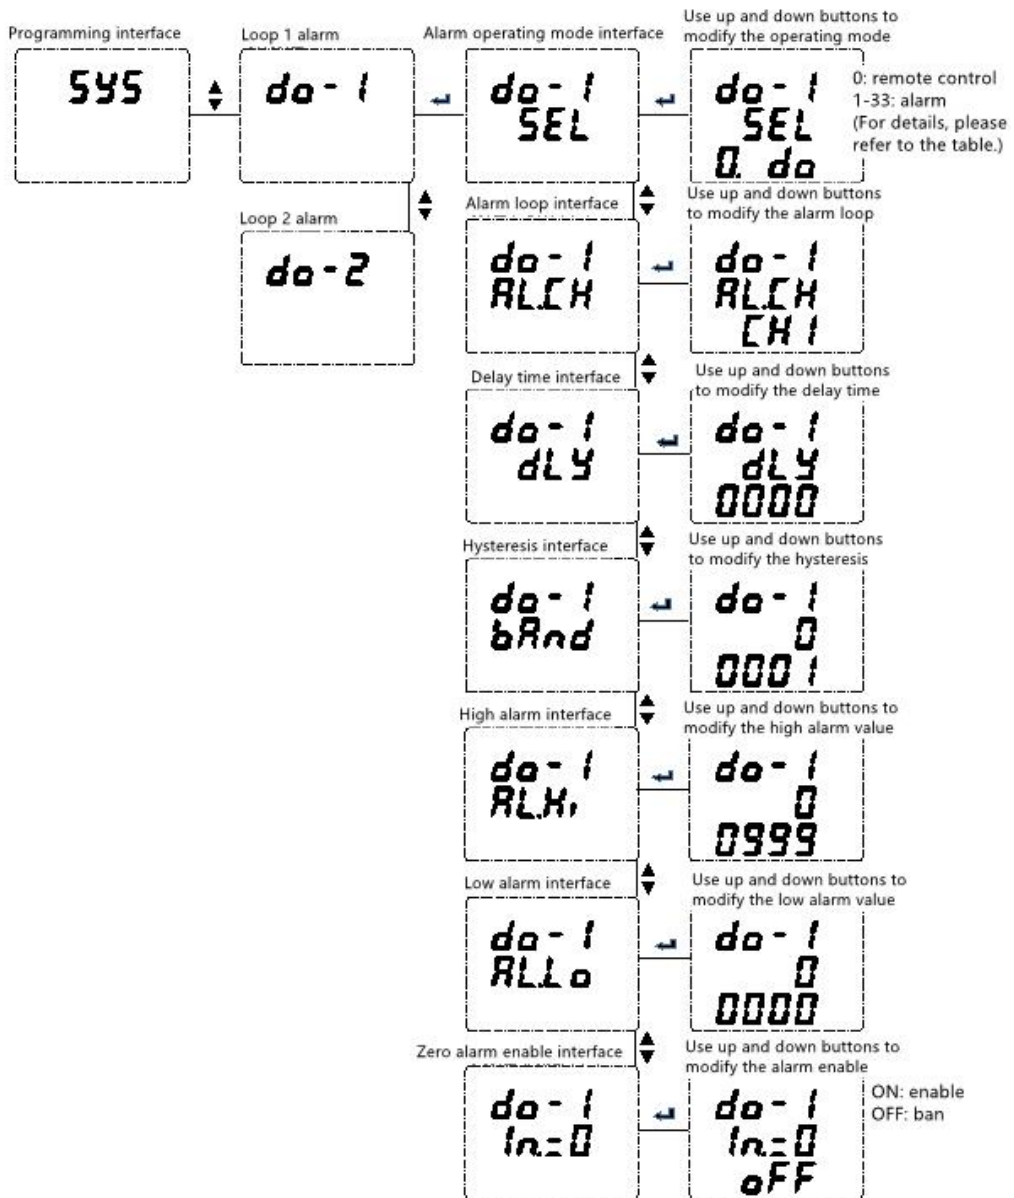 Programming interface
SYS
Loop 1 alarm
do-1
Loop 2 alarm
do-2
Alarm operating mode interface
do-1
SEL
Use up and down buttons to
modify the operating mode
do-1
SEL
0. do
0: remote control
1-33: alarm
(For details, please
refer to the table.)
Alarm loop interface
do-1
AL.CH
Use up and down buttons
to modify the alarm loop
do-1
AL.CH
CH1
Delay time interface
do-1
dLY
Use up and down buttons
to modify the delay time
do-1
dLY
0000
Hysteresis interface
do-1
bAnd
Use up and down buttons
to modify the hysteresis
do-1
0
0001
High alarm interface
do-1
AL.Hi
Use up and down buttons to
modify the high alarm value
do-1
0
0999
Low alarm interface
do-1
AL.Lo
Use up and down buttons to
modify the low alarm value
do-1
0
0000
Zero alarm enable interface
do-1
In.=0
Use up and down buttons to
modify the alarm enable
do-1
In.=0
oFF
ON: enable
OFF: ban